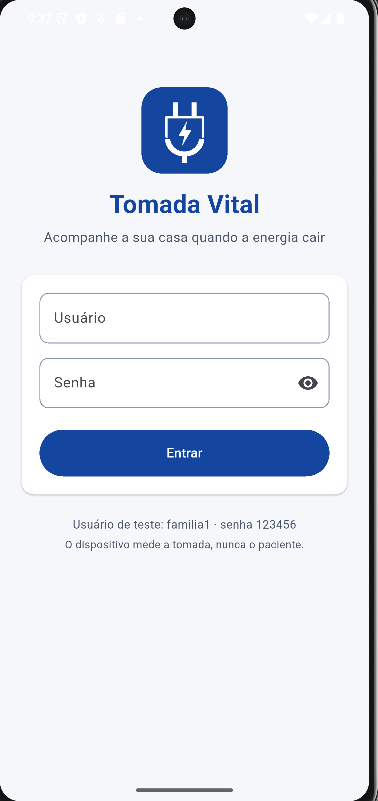 Tomada Vital
Acompanhe a sua casa quando a energia cair
Usuário
Senha
Entrar
Usuário de teste: familia1 · senha 123456
O dispositivo mede a tomada, nunca o paciente.